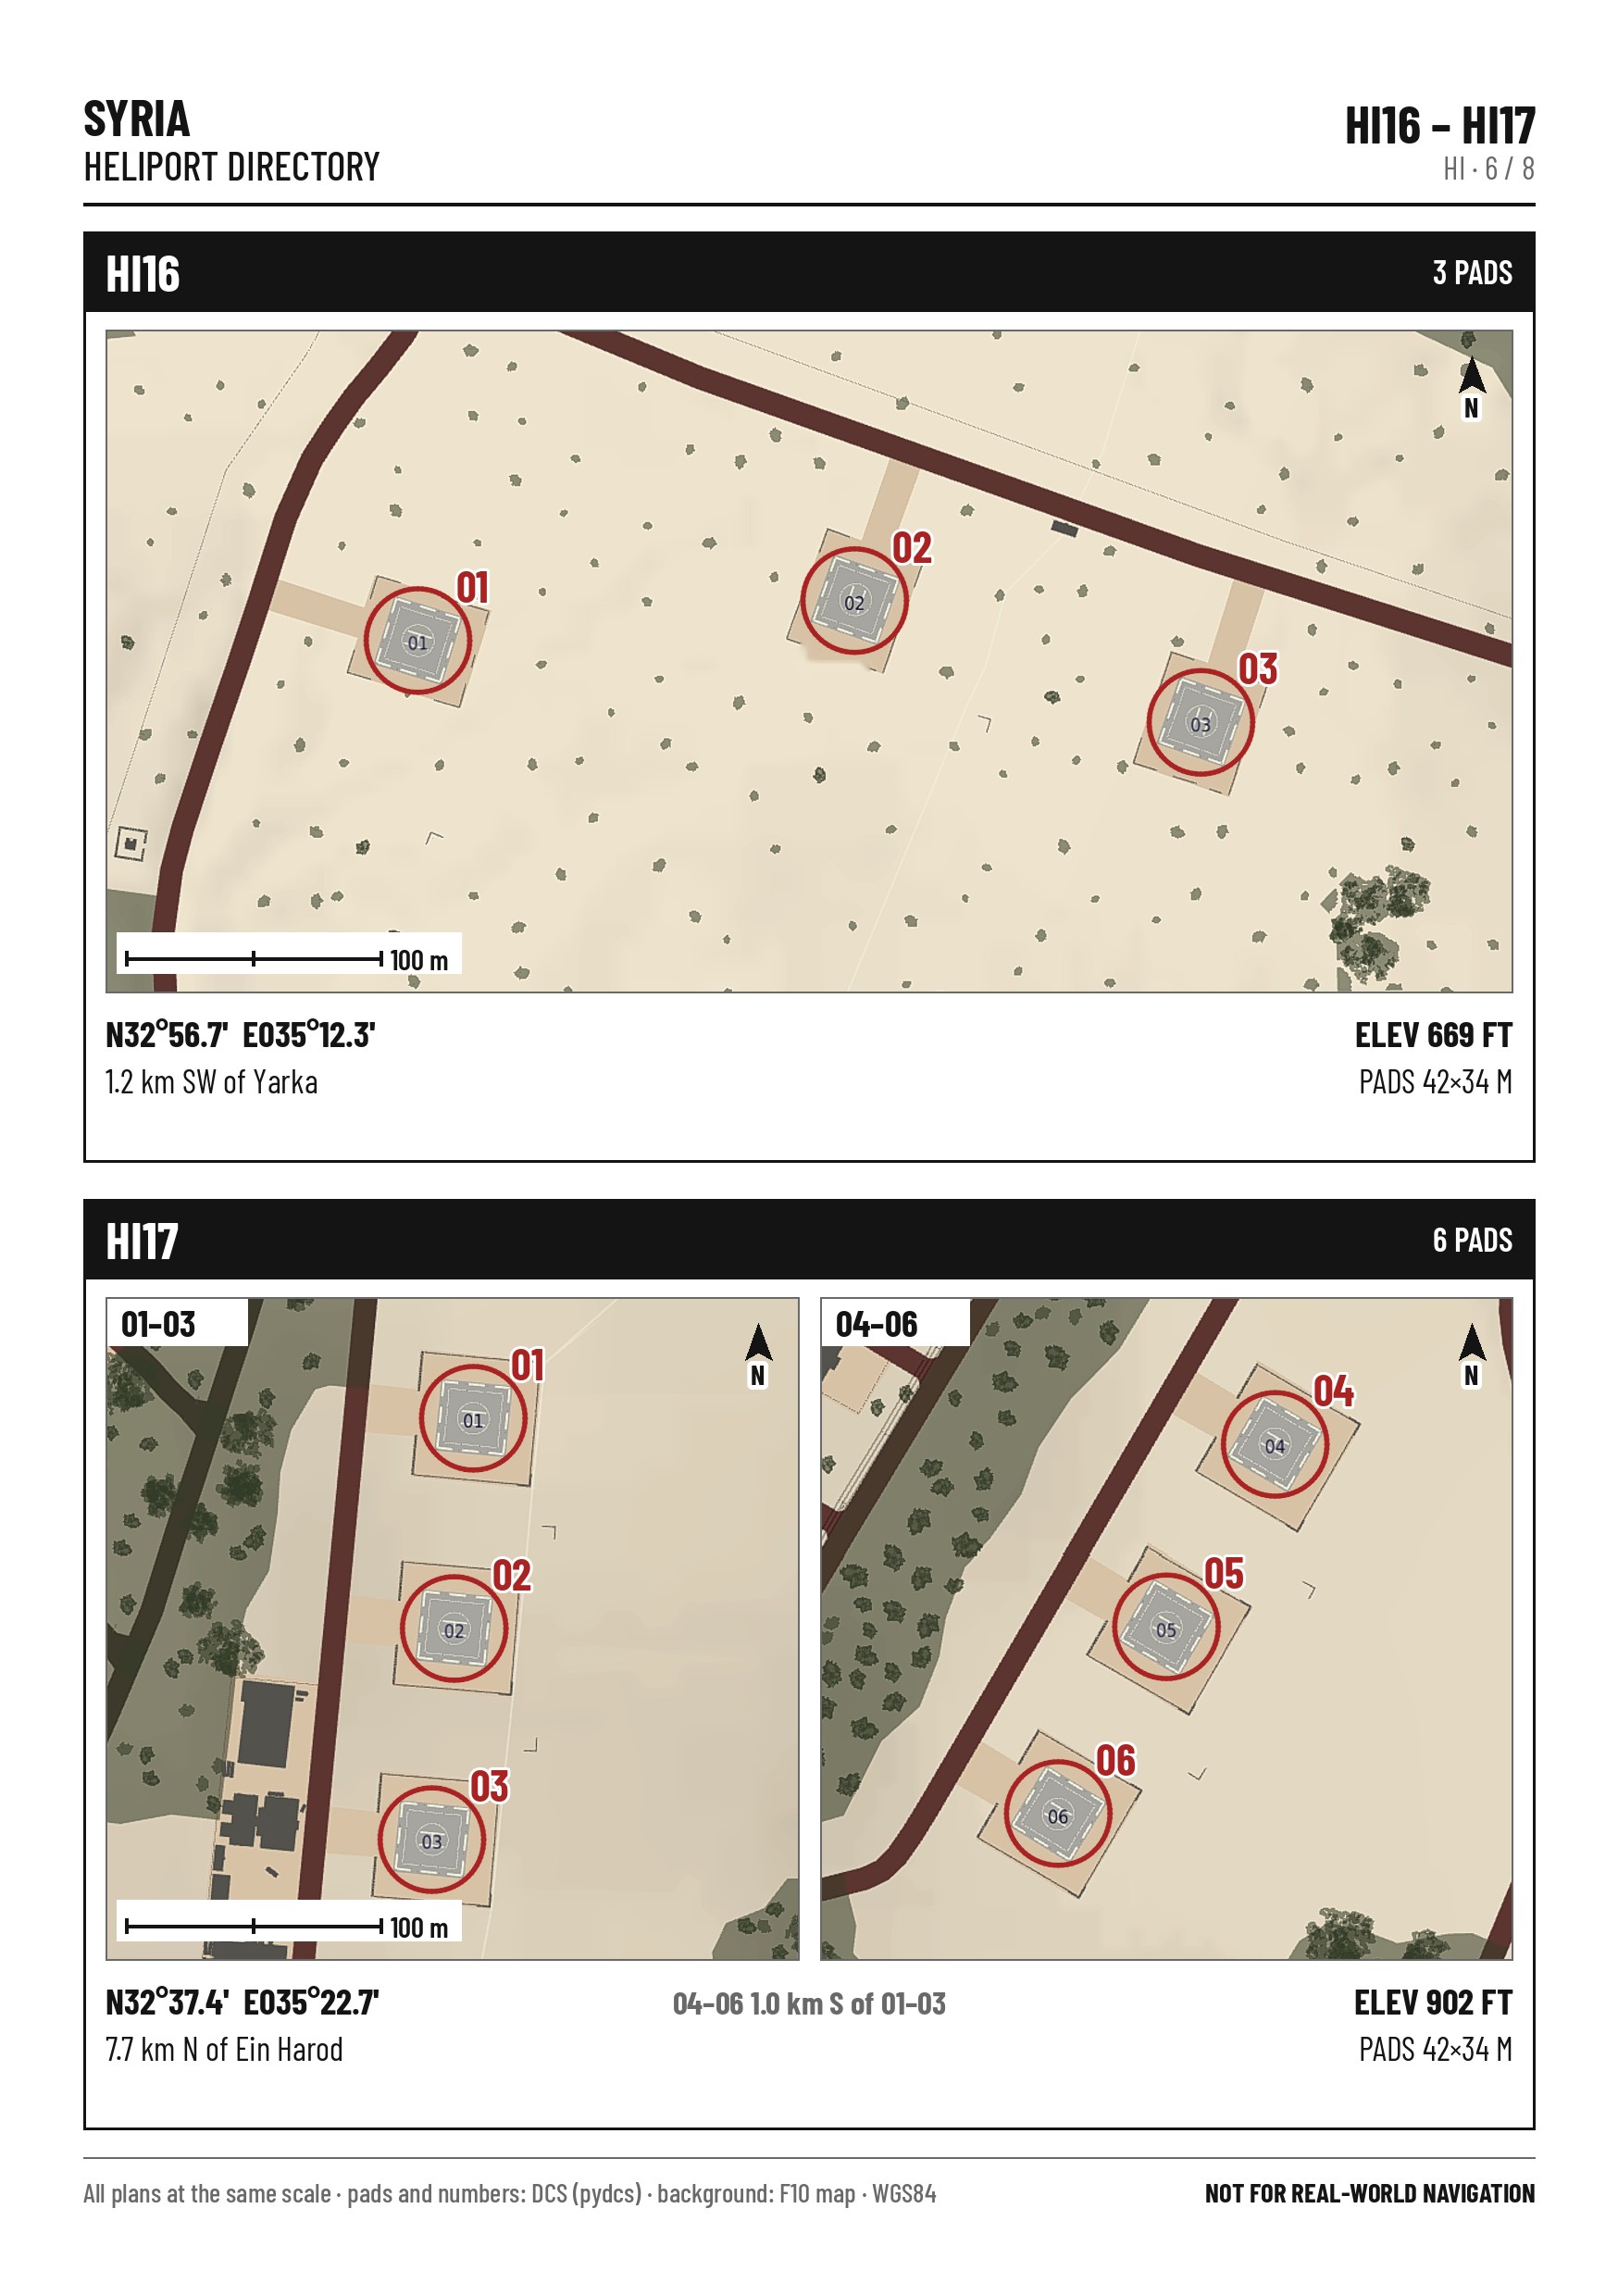 SYRIA
HELIPORT DIRECTORY
HI16 – HI17
HI · 6 / 8
HI16
3 PADS
N
01
01
02
02
03
03
100 m
N32°56.7' E035°12.3'
ELEV 669 FT
1.2 km SW of Yarka
PADS 42×34 M
HI17
6 PADS
01–03
N
01
01
02
02
03
03
100 m
04–06
N
04
04
05
05
06
06
N32°37.4' E035°22.7'
04–06 1.0 km S of 01–03
ELEV 902 FT
7.7 km N of Ein Harod
PADS 42×34 M
All plans at the same scale · pads and numbers: DCS (pydcs) · background: F10 map · WGS84
NOT FOR REAL-WORLD NAVIGATION